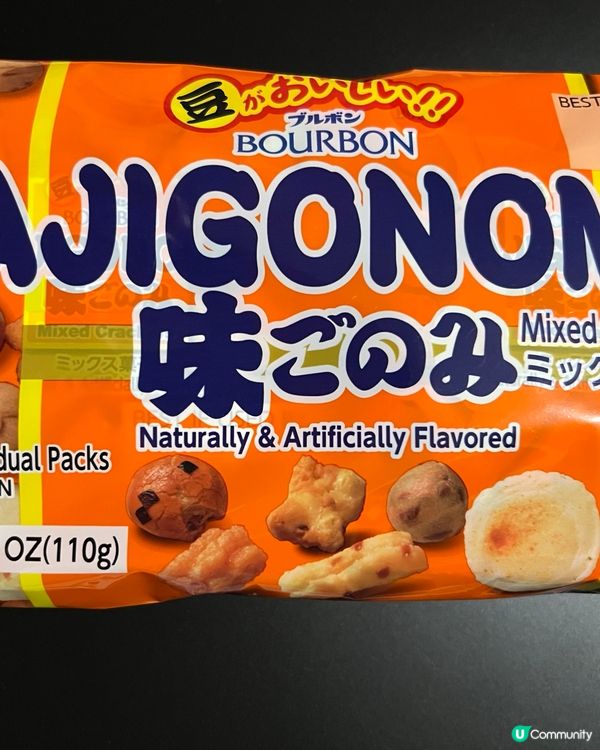 豆がおいしい!!
BEST
ブルボン
BOURBON
AJIGONOM
味ごのみ
Mixed
ミック
Mixed Crac
ミックス菓
Naturally & Artificially Flavored
dual Packs
N
OZ(110g)
U Community